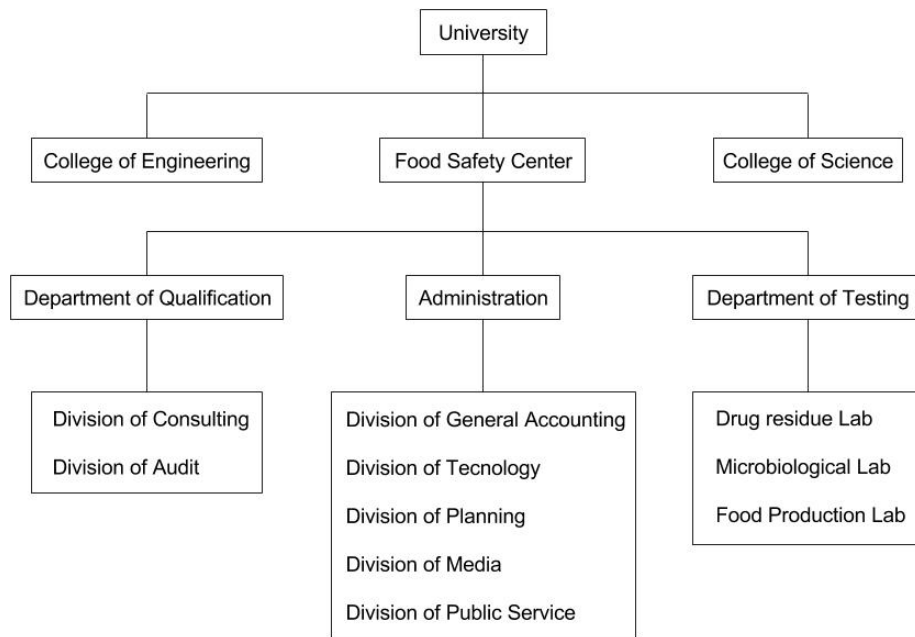 University
College of Engineering
Food Safety Center
College of Science
Department of Qualification
Administration
Department of Testing
Division of Consulting
Division of Audit
Division of General Accounting
Division of Tecnology
Division of Planning
Division of Media
Division of Public Service
Drug residue Lab
Microbiological Lab
Food Production Lab